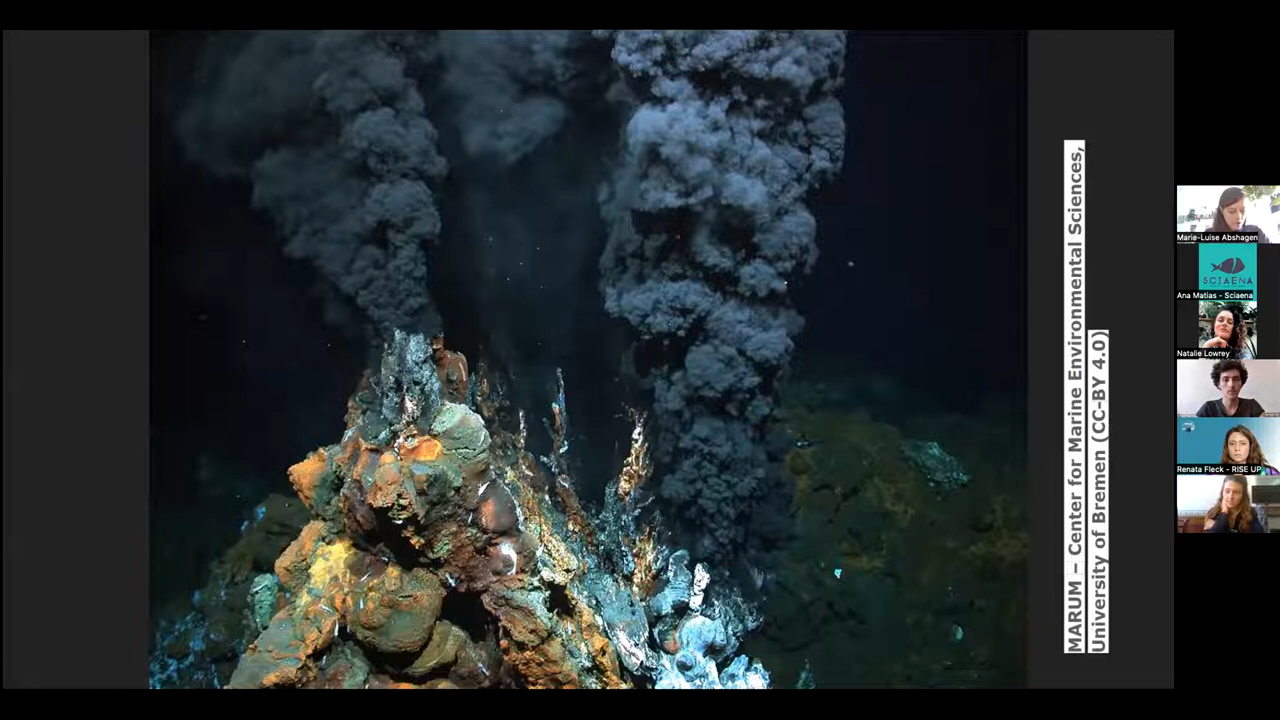 MARUM – Center for Marine Environmental Sciences,
University of Bremen (CC-BY 4.0)
Marie-Luise Abshagen
SCIAENA
Ana Matias - Sciaena
Natalie Lowrey
Renata Fleck - RISE UP